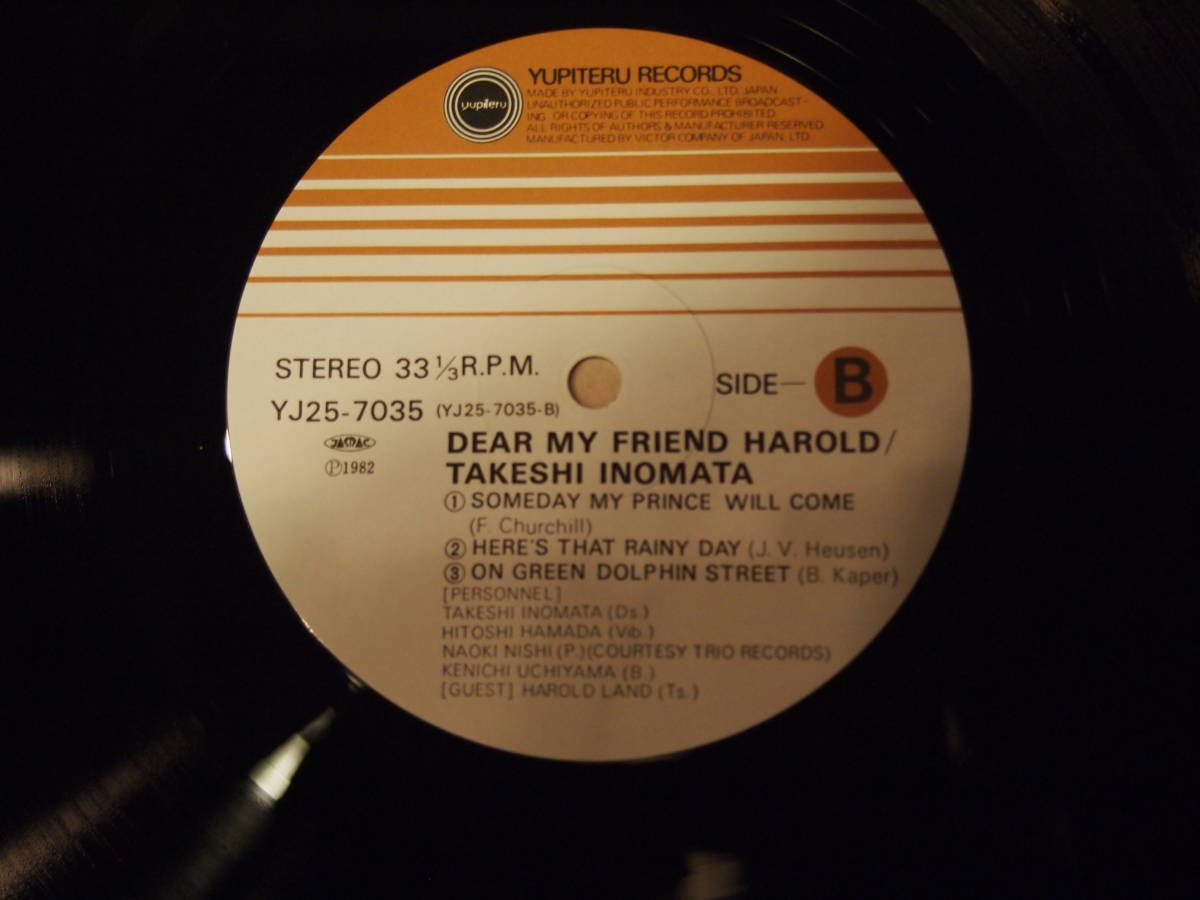 yupiteru
YUPITERU RECORDS
MADE BY YUPITERU INDUSTRY CO., LTD. JAPAN
UNAUTHORIZED PUBLIC PERFORMANCE BROADCAST-
ING OR COPYING OF THIS RECORD PROHIBITED.
ALL RIGHTS OF AUTHORS & MANUFACTURER RESERVED
MANUFACTURED BY VICTOR COMPANY OF JAPAN, LTD.
STEREO 33 ⅓ R.P.M.
SIDE— B
YJ25-7035 (YJ25-7035-B)
JASRAC
Ⓟ1982
DEAR MY FRIEND HAROLD/
TAKESHI INOMATA
① SOMEDAY MY PRINCE WILL COME
(F. Churchill)
② HERE'S THAT RAINY DAY (J. V. Heusen)
③ ON GREEN DOLPHIN STREET (B. Kaper)
[PERSONNEL]
TAKESHI INOMATA (Ds.)
HITOSHI HAMADA (Vib.)
NAOKI NISHI (P.) (COURTESY TRIO RECORDS)
KENICHI UCHIYAMA (B.)
[GUEST] HAROLD LAND (Ts.)